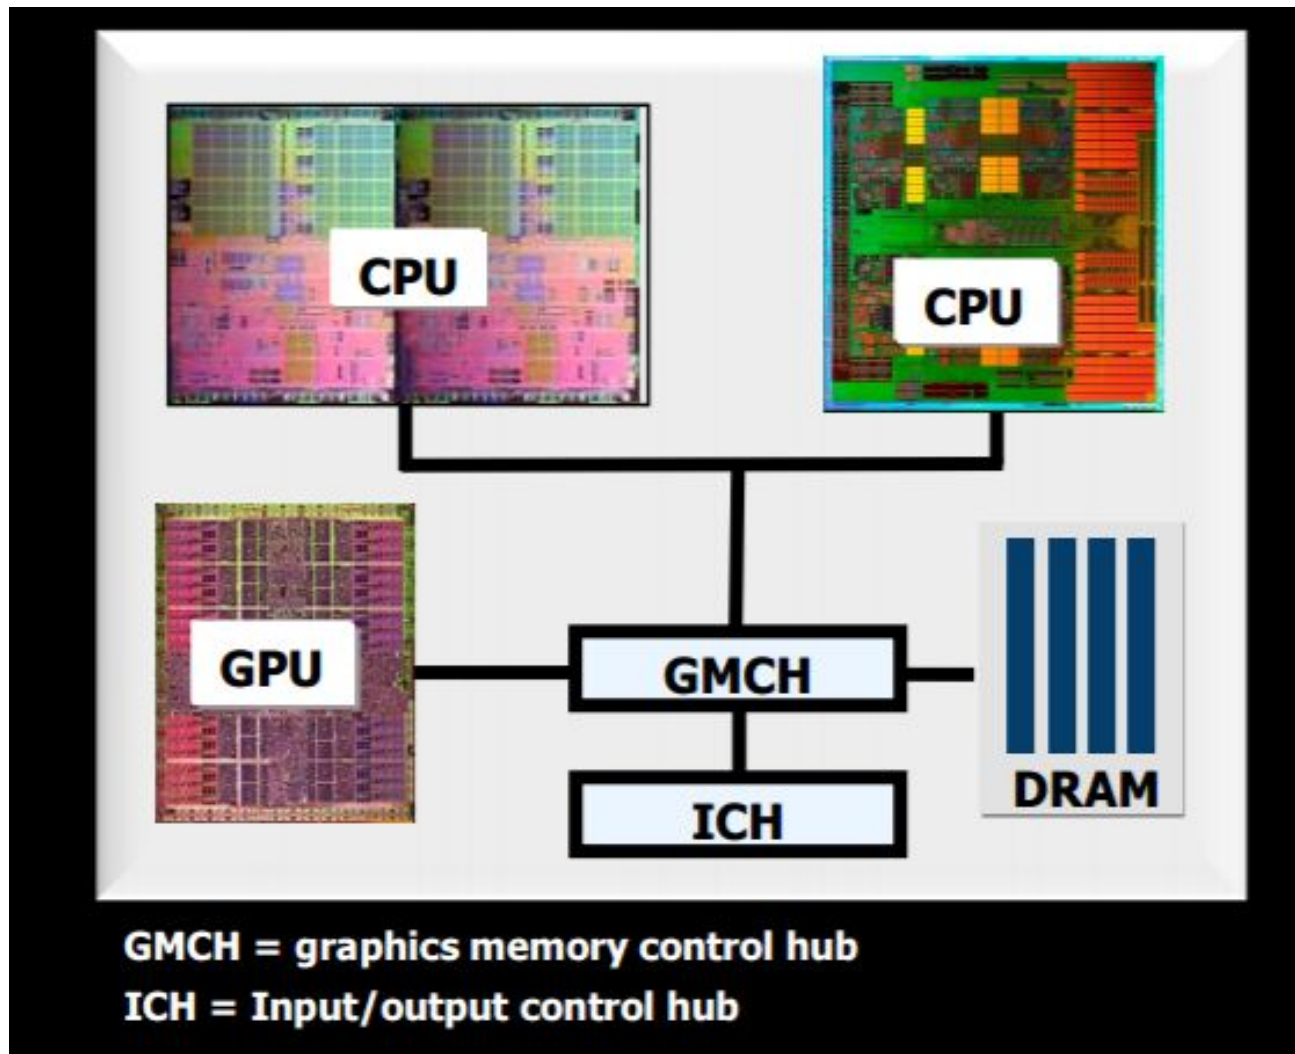 CPU
CPU
GPU
GMCH
ICH
DRAM
GMCH = graphics memory control hub
ICH = Input/output control hub